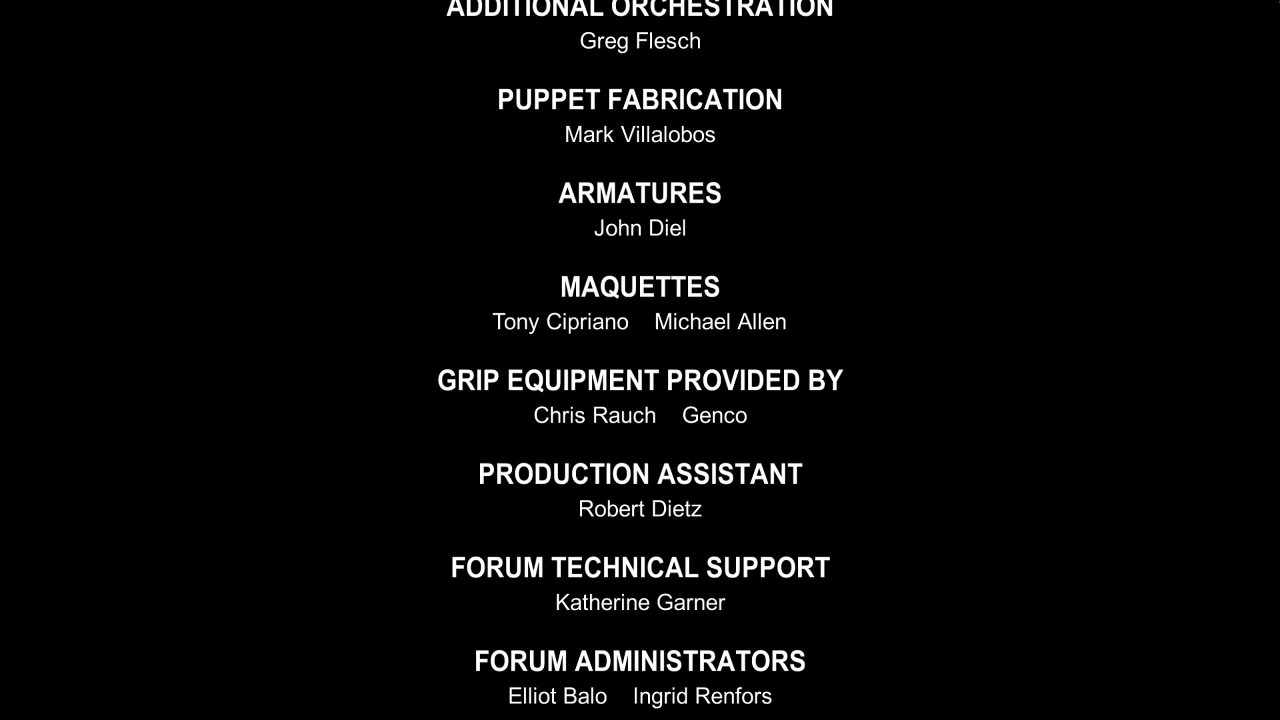 ADDITIONAL ORCHESTRATION
Greg Flesch
PUPPET FABRICATION
Mark Villalobos
ARMATURES
John Diel
MAQUETTES
Tony Cipriano Michael Allen
GRIP EQUIPMENT PROVIDED BY
Chris Rauch Genco
PRODUCTION ASSISTANT
Robert Dietz
FORUM TECHNICAL SUPPORT
Katherine Garner
FORUM ADMINISTRATORS
Elliot Balo Ingrid Renfors